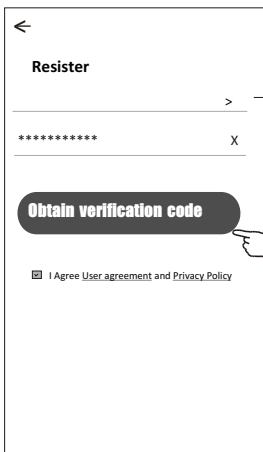 Resister
>
*********** X
Obtain verification code
I Agree User agreement and Privacy Policy